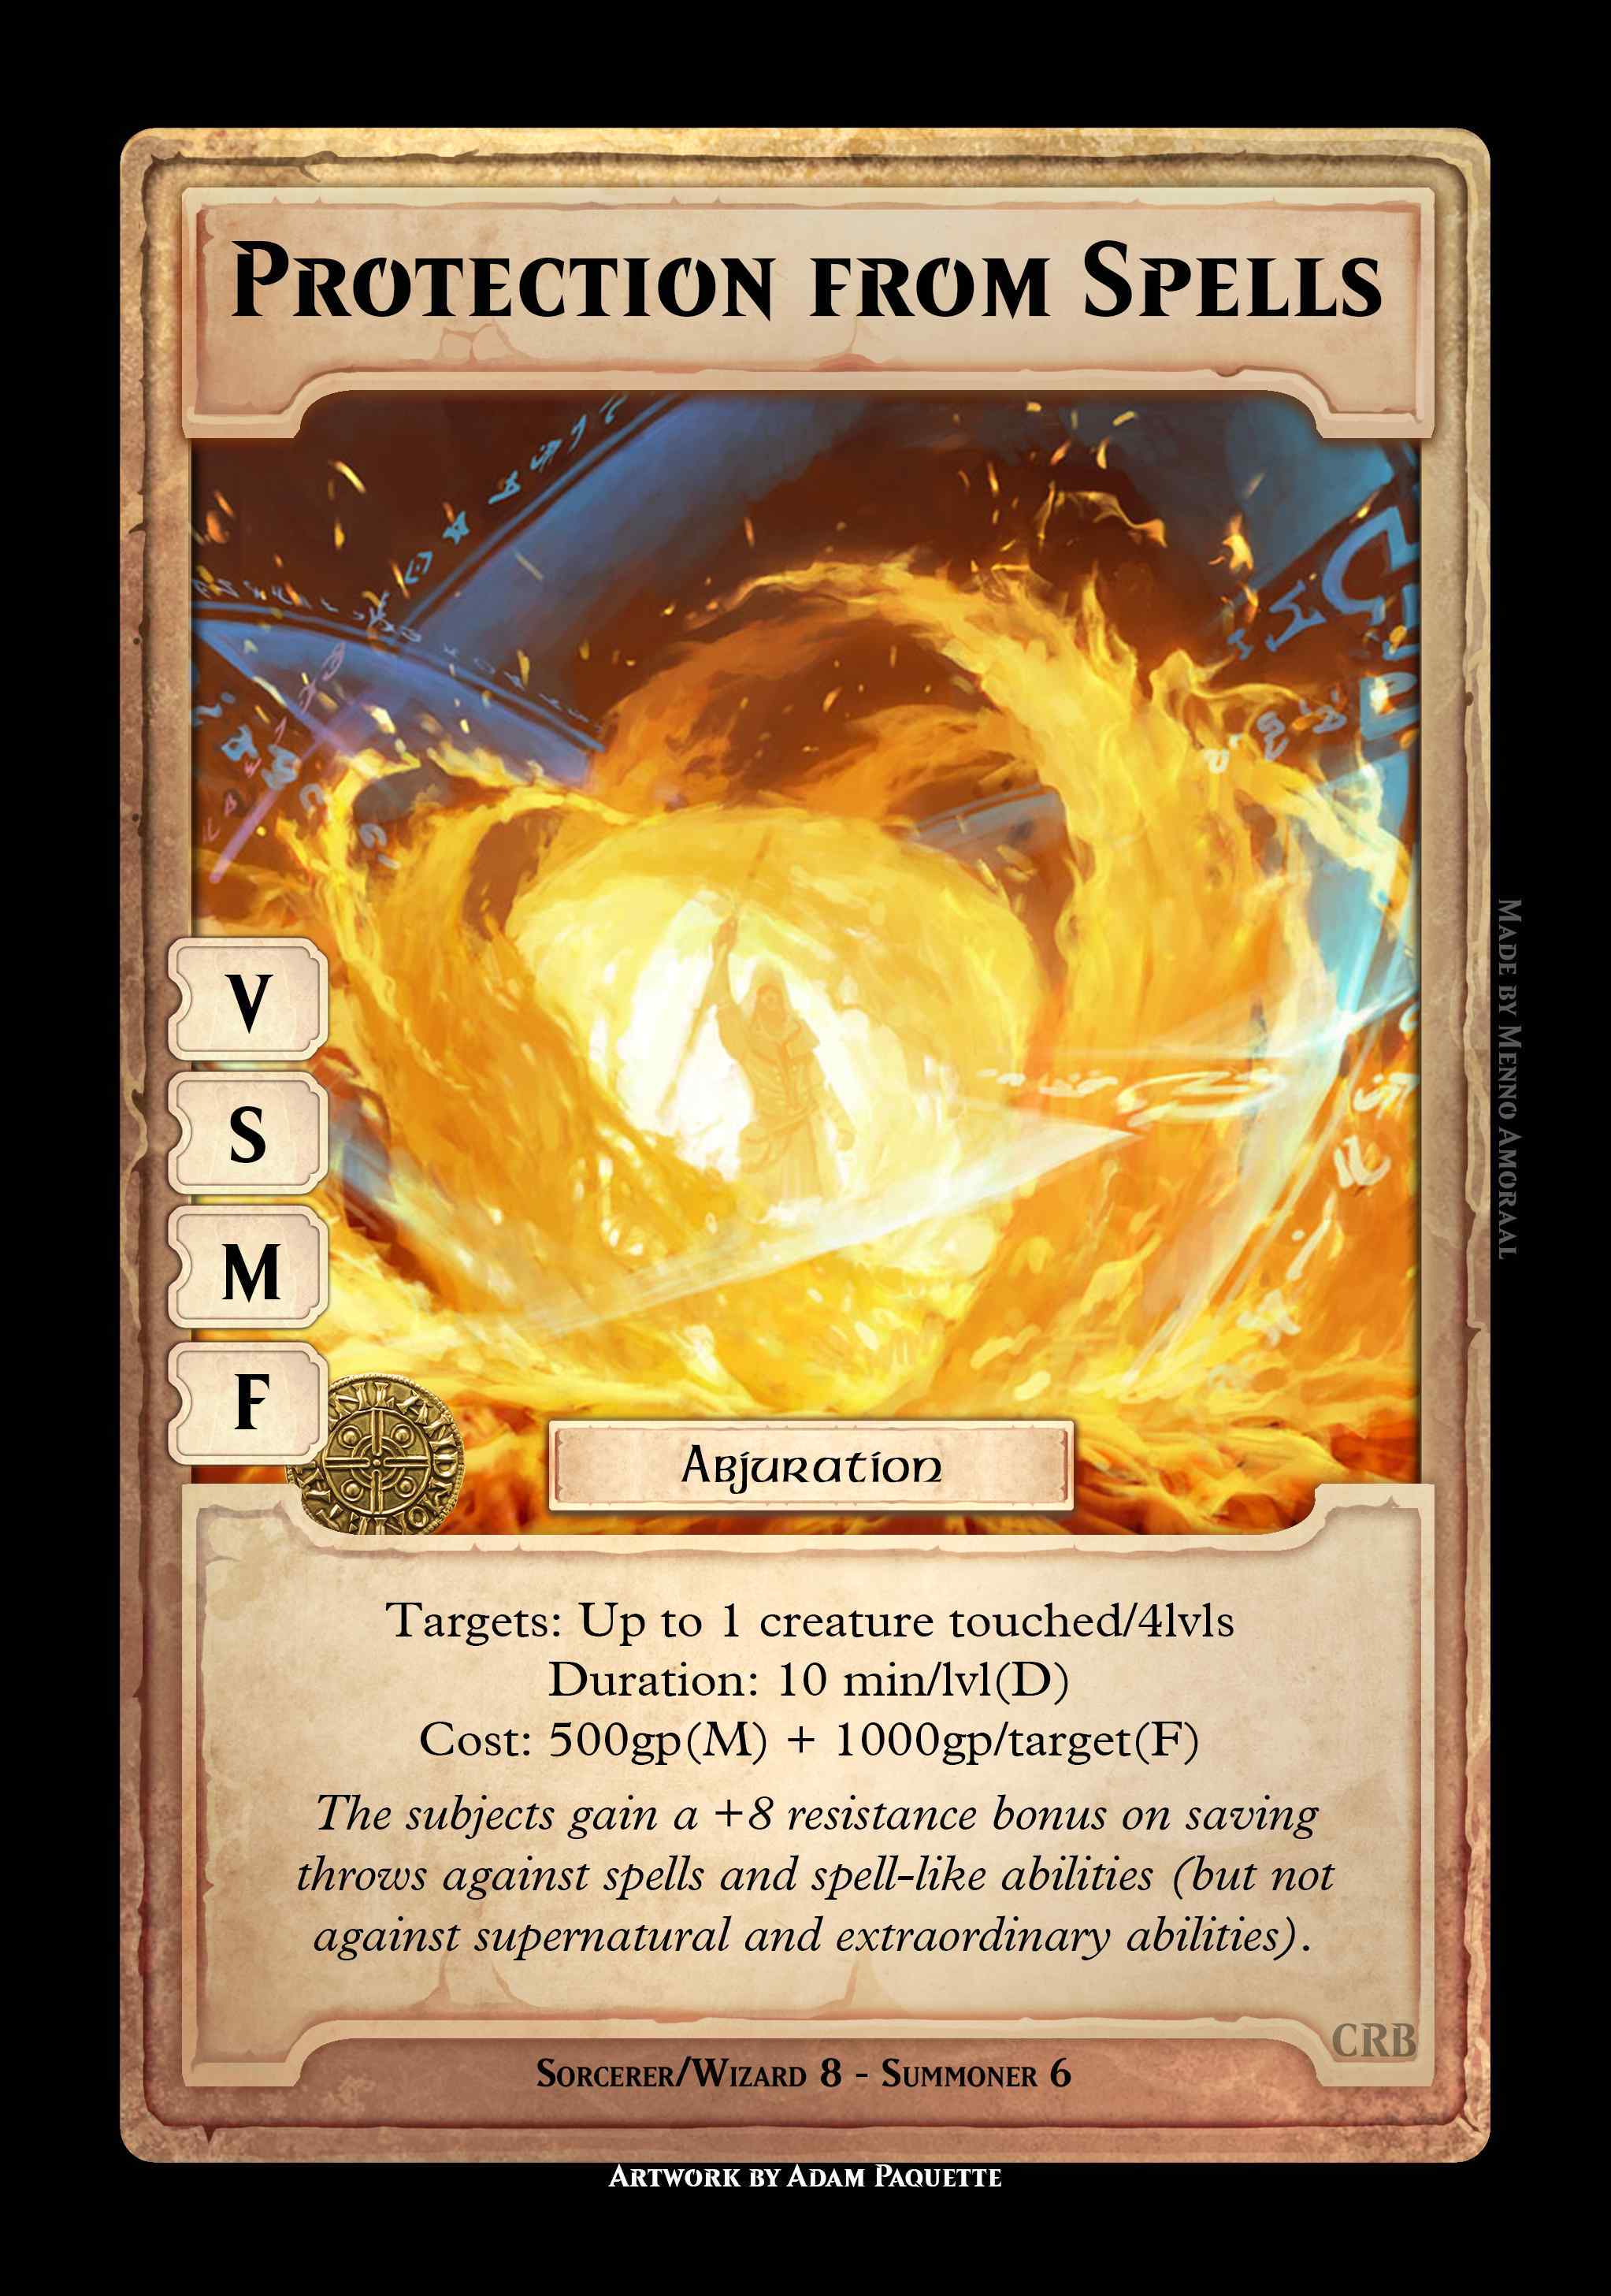 Protection from Spells
V
S
M
F
Abjuration
Targets: Up to 1 creature touched/4lvls
Duration: 10 min/lvl(D)
Cost: 500gp(M) + 1000gp/target(F)
The subjects gain a +8 resistance bonus on saving
throws against spells and spell-like abilities (but not
against supernatural and extraordinary abilities).
CRB
Sorcerer/Wizard 8 - Summoner 6
Artwork by Adam Paquette
Made by Menno Amoraal